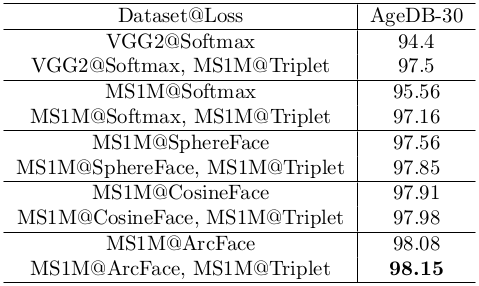 Dataset@Loss AgeDB-30
VGG2@Softmax 94.4
VGG2@Softmax, MS1M@Triplet 97.5
MS1M@Softmax 95.56
MS1M@Softmax, MS1M@Triplet 97.16
MS1M@SphereFace 97.56
MS1M@SphereFace, MS1M@Triplet 97.85
MS1M@CosineFace 97.91
MS1M@CosineFace, MS1M@Triplet 97.98
MS1M@ArcFace 98.08
MS1M@ArcFace, MS1M@Triplet 98.15